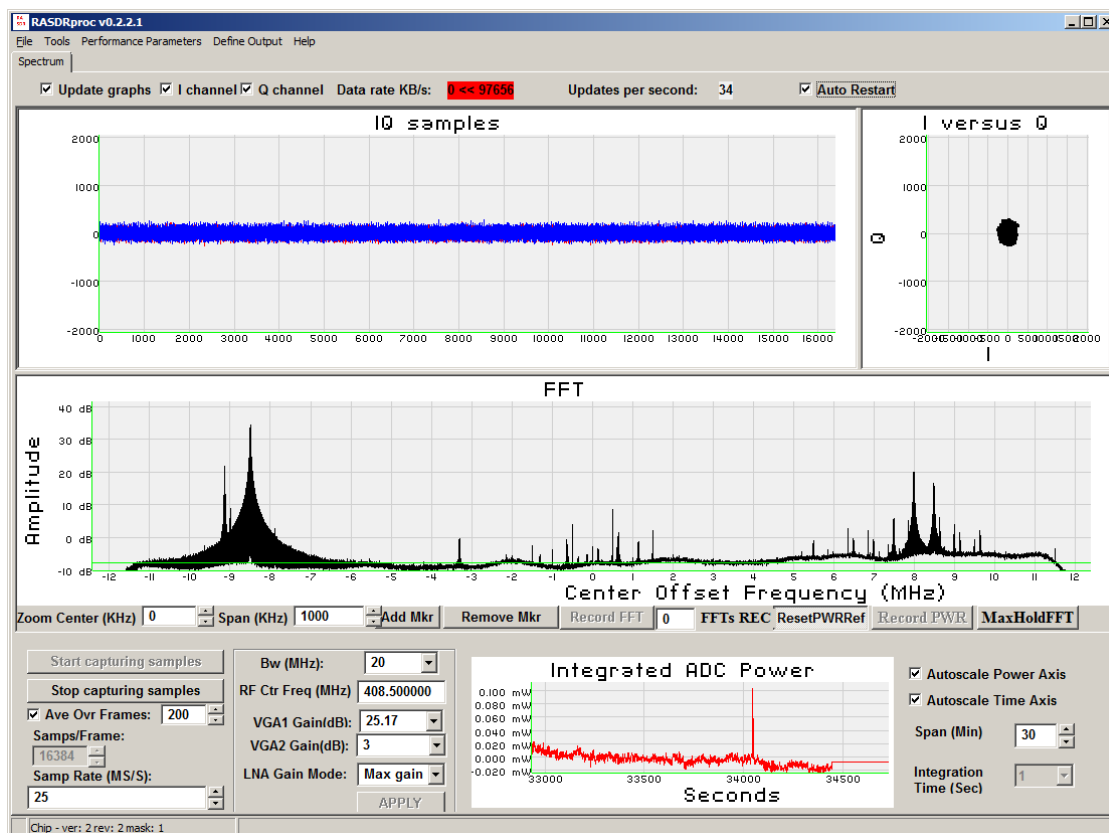 RASDRproc v0.2.2.1
File Tools Performance Parameters Define Output Help
Spectrum
Update graphs I channel Q channel Data rate KB/s: 0 << 97656 Updates per second: 34 Auto Restart
IQ samples
2000
1000
0
-1000
-2000
0 1000 2000 3000 4000 5000 6000 7000 8000 9000 10000 11000 12000 13000 14000 15000 16000
I versus Q
Q
2000
1000
0
-1000
-2000
-2000 -1500 -1000 -500 0 500 1000 1500 2000
I
FFT
Amplitude
40 dB
30 dB
20 dB
10 dB
0 dB
-10 dB
-12 -11 -10 -9 -8 -7 -6 -5 -4 -3 -2 -1 0 1 2 3 4 5 6 7 8 9 10 11 12
Center Offset Frequency (MHz)
Zoom Center (KHz) 0 Span (KHz) 1000 Add Mkr Remove Mkr Record FFT 0 FFTs REC ResetPWRRef Record PWR MaxHoldFFT
Start capturing samples
Stop capturing samples
Ave Ovr Frames: 200
Samps/Frame:
16384
Samp Rate (MS/S):
25
Bw (MHz): 20
RF Ctr Freq (MHz) 408.500000
VGA1 Gain(dB): 25.17
VGA2 Gain(dB): 3
LNA Gain Mode: Max gain
APPLY
Integrated ADC Power
0.100 mW
0.080 mW
0.060 mW
0.040 mW
0.020 mW
0.000 mW
-0.020 mW
33000 33500 34000 34500
Seconds
Autoscale Power Axis
Autoscale Time Axis
Span (Min) 30
Integration
Time (Sec) 1
Chip - ver: 2 rev: 2 mask: 1